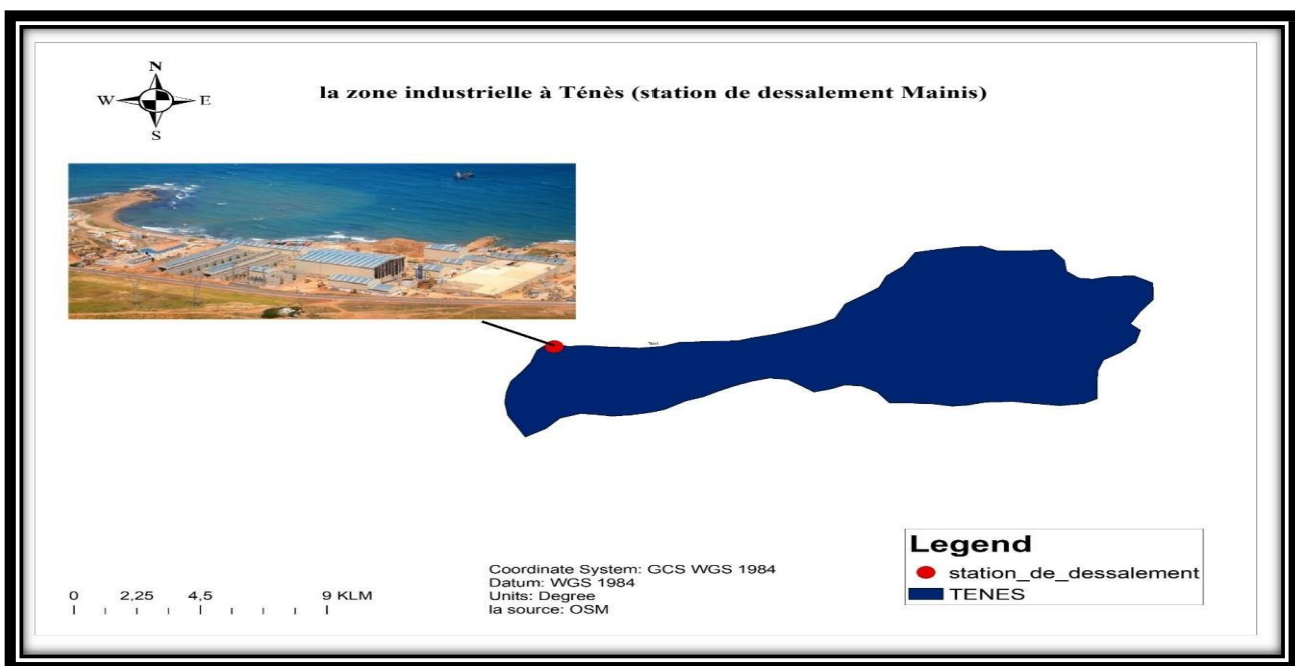 N
W E
S
la zone industrielle à Ténès (station de dessalement Mainis)
Legend
station_de_dessalement
TENES
Coordinate System: GCS WGS 1984
Datum: WGS 1984
Units: Degree
la source: OSM
0 2,25 4,5 9 KLM